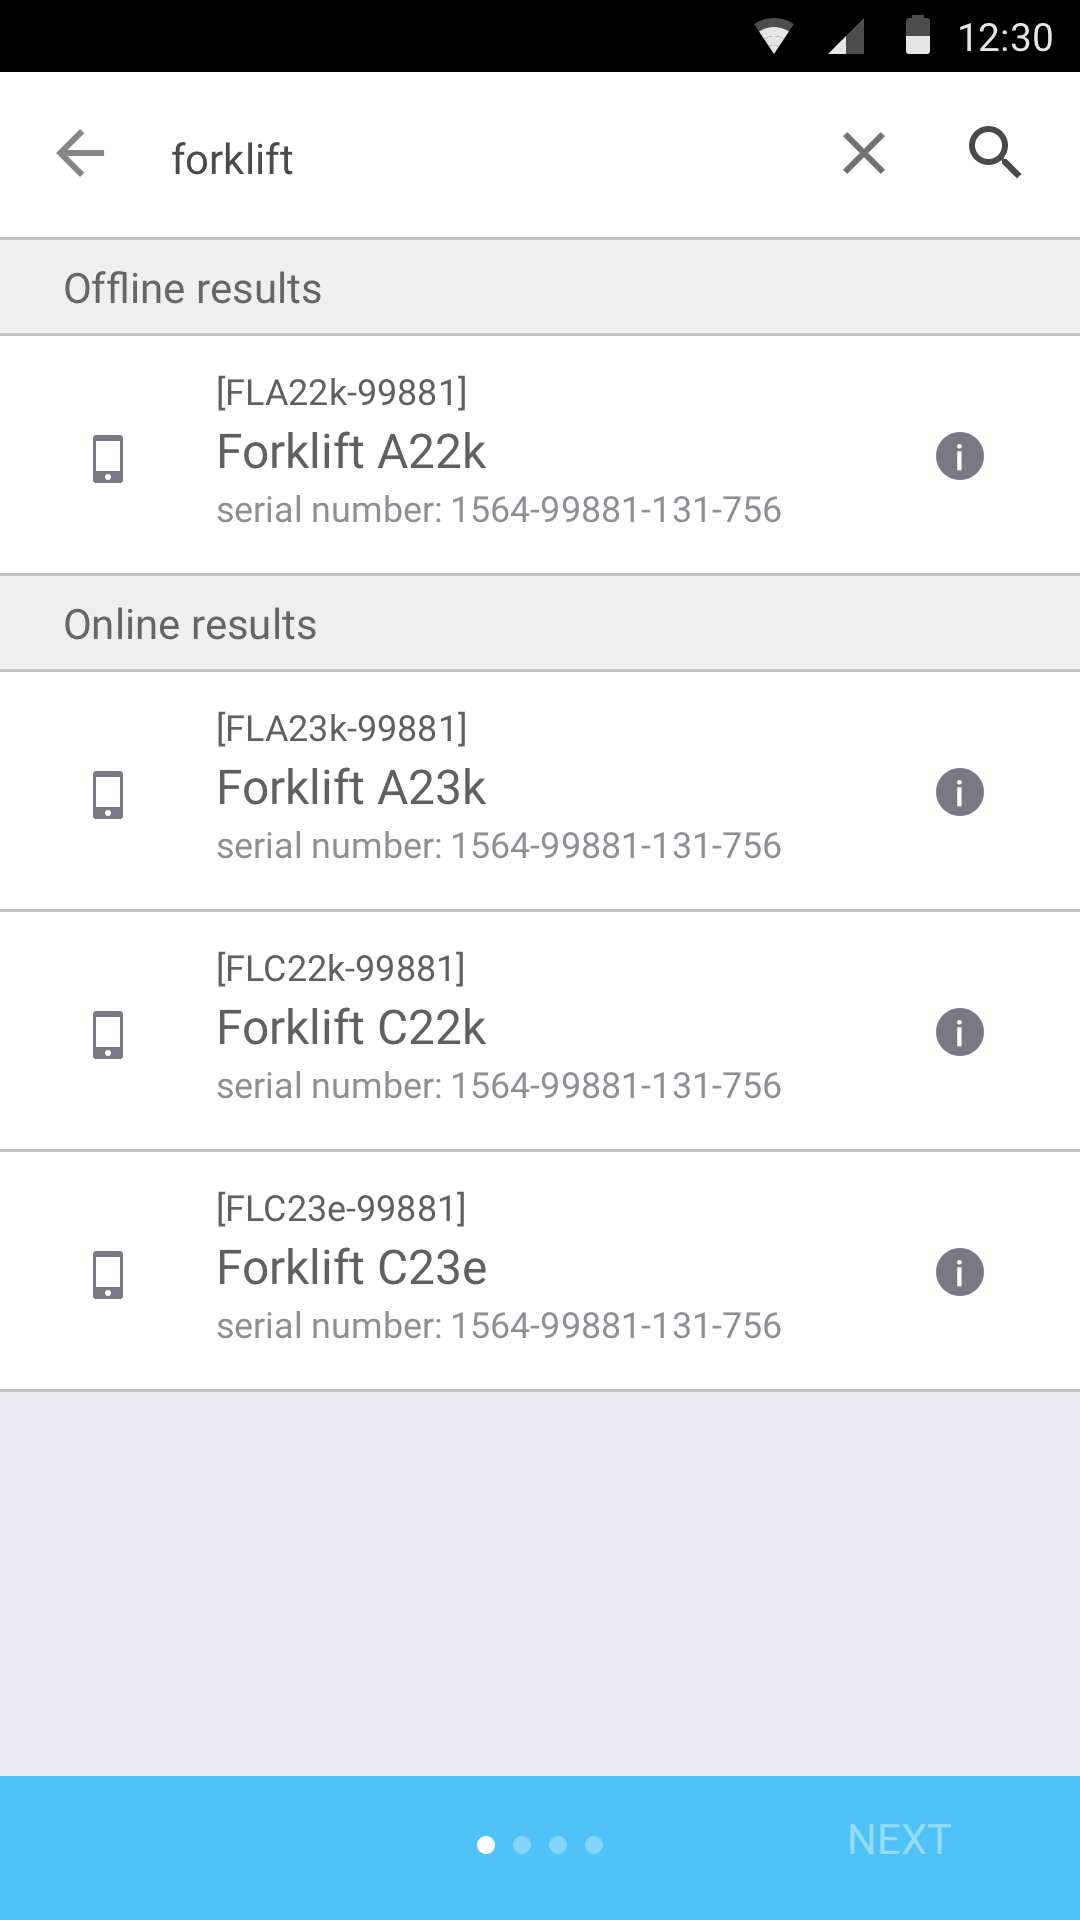 12:30
forklift
Offline results
[FLA22k-99881]
Forklift A22k
serial number: 1564-99881-131-756
Online results
[FLA23k-99881]
Forklift A23k
serial number: 1564-99881-131-756
[FLC22k-99881]
Forklift C22k
serial number: 1564-99881-131-756
[FLC23e-99881]
Forklift C23e
serial number: 1564-99881-131-756
NEXT